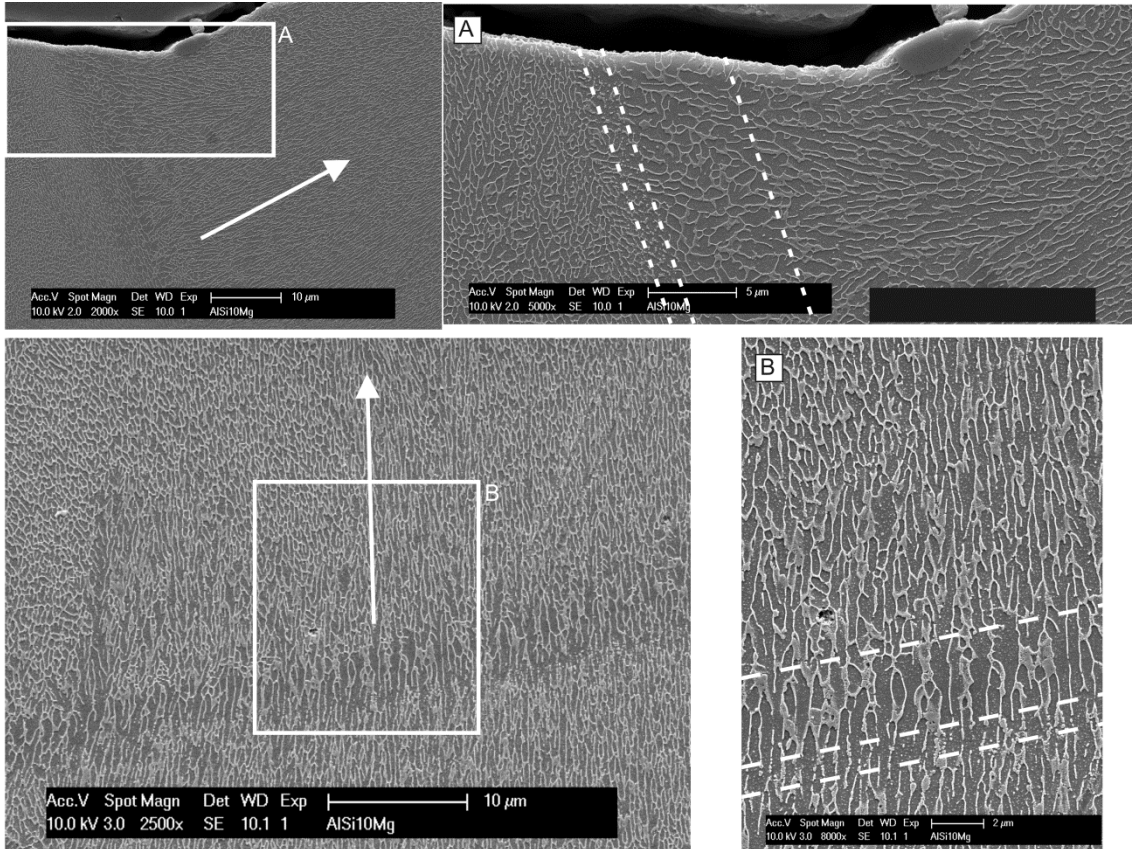 A
Acc.V Spot Magn Det WD Exp 10 µm
10.0 kV 2.0 2000x SE 10.0 1 AlSi10Mg
A
Acc.V Spot Magn Det WD Exp 5 µm
10.0 kV 2.0 5000x SE 10.0 1 AlSi10Mg
B
Acc.V Spot Magn Det WD Exp 10 µm
10.0 kV 3.0 2500x SE 10.1 1 AlSi10Mg
B
Acc.V Spot Magn Det WD Exp 2 µm
10.0 kV 3.0 8000x SE 10.1 1 AlSi10Mg